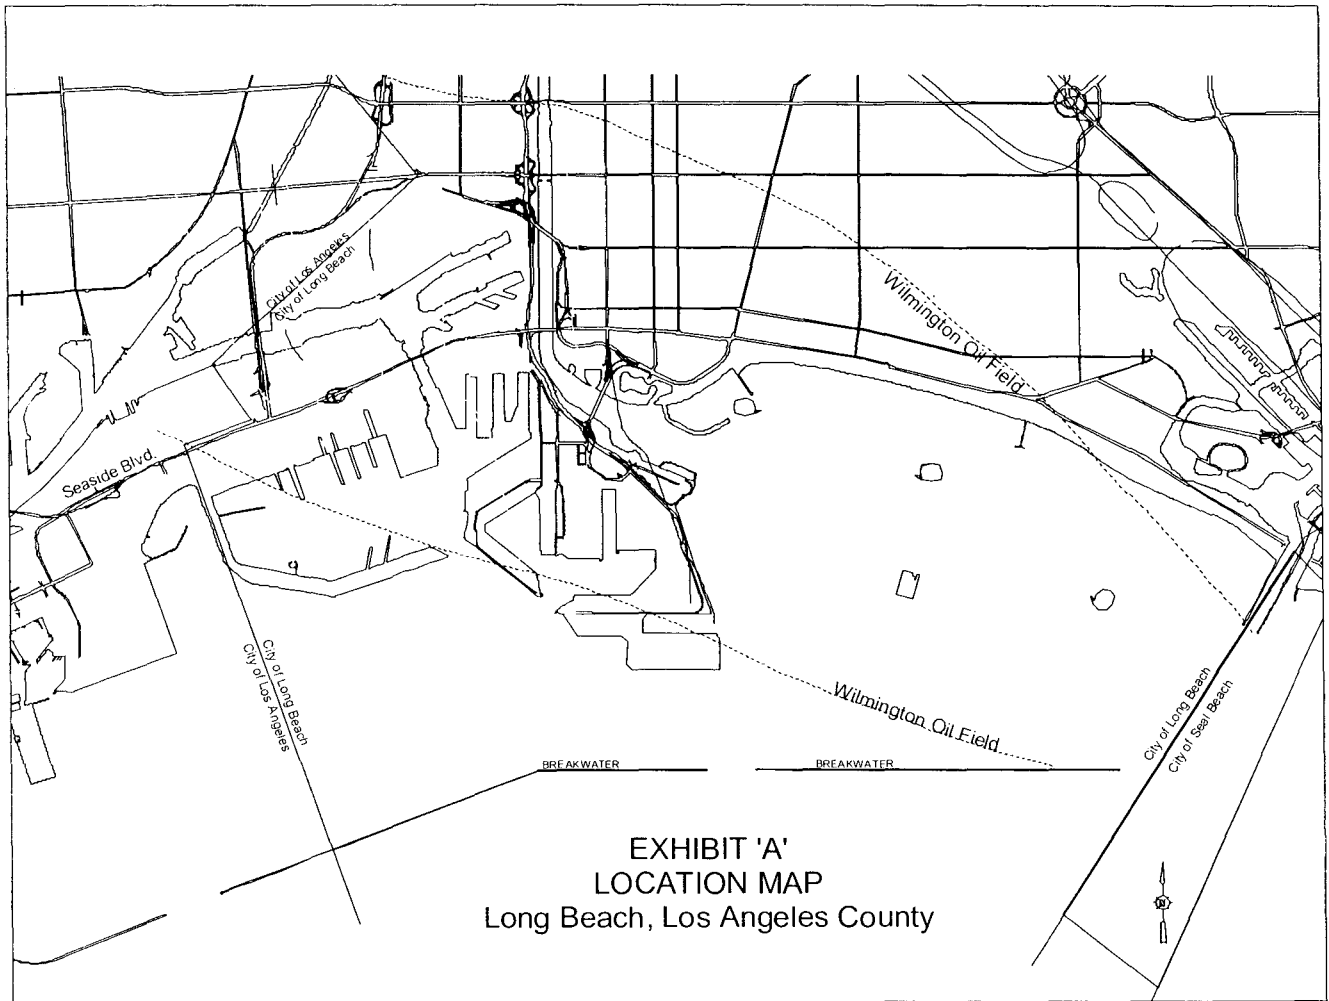 City of Los Angeles
City of Long Beach
Wilmington Oil Field
Seaside Blvd.
City of Long Beach
City of Los Angeles
Wilmington Oil Field
City of Long Beach
City of Seal Beach
BREAKWATER
BREAKWATER
EXHIBIT 'A'
LOCATION MAP
Long Beach, Los Angeles County
N